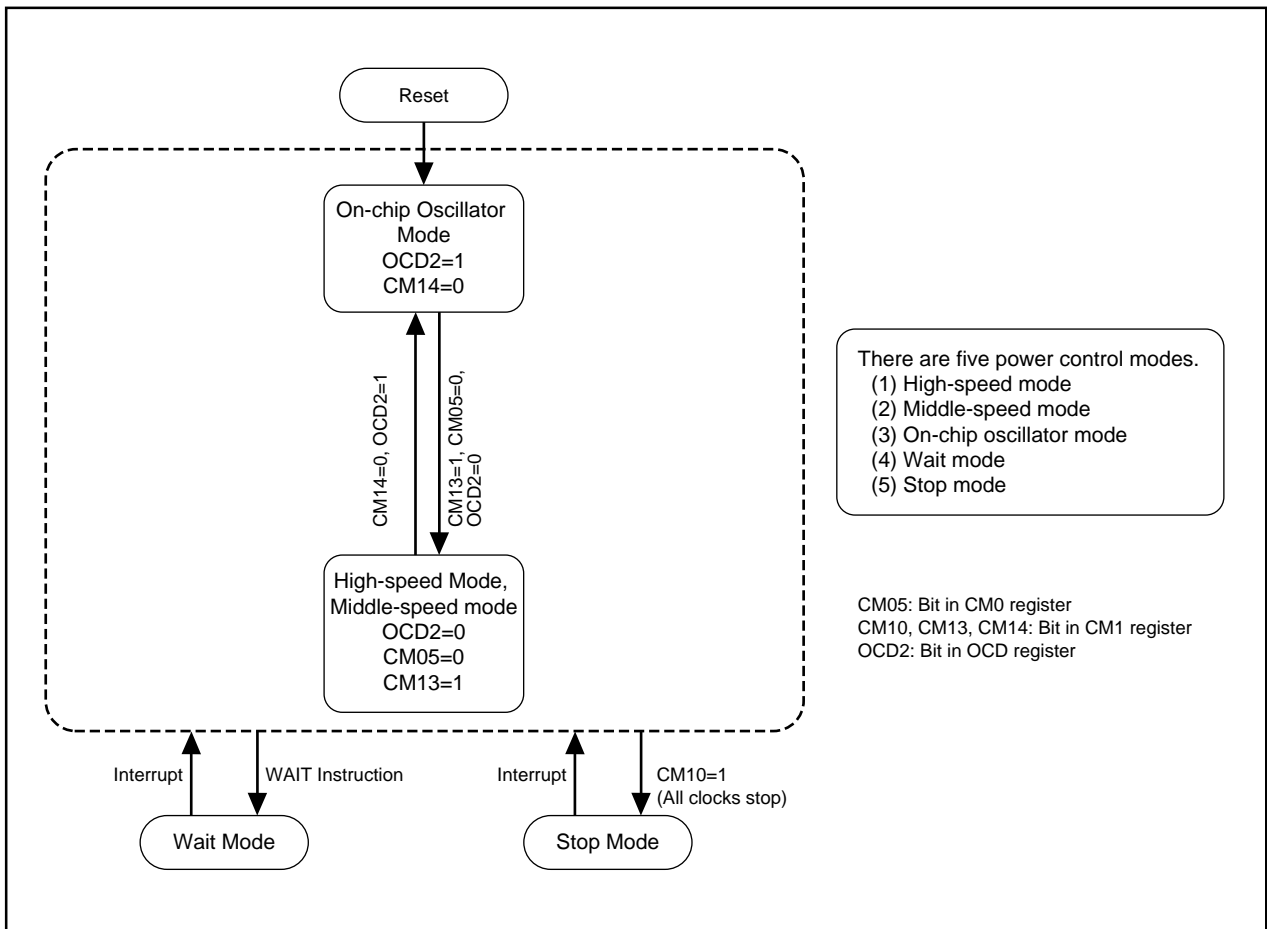 Reset
On-chip Oscillator
Mode
OCD2=1
CM14=0
CM14=0, OCD2=1
CM13=1, CM05=0,
OCD2=0
High-speed Mode,
Middle-speed mode
OCD2=0
CM05=0
CM13=1
There are five power control modes.
(1) High-speed mode
(2) Middle-speed mode
(3) On-chip oscillator mode
(4) Wait mode
(5) Stop mode
CM05: Bit in CM0 register
CM10, CM13, CM14: Bit in CM1 register
OCD2: Bit in OCD register
Interrupt
WAIT Instruction
Interrupt
CM10=1
(All clocks stop)
Wait Mode
Stop Mode